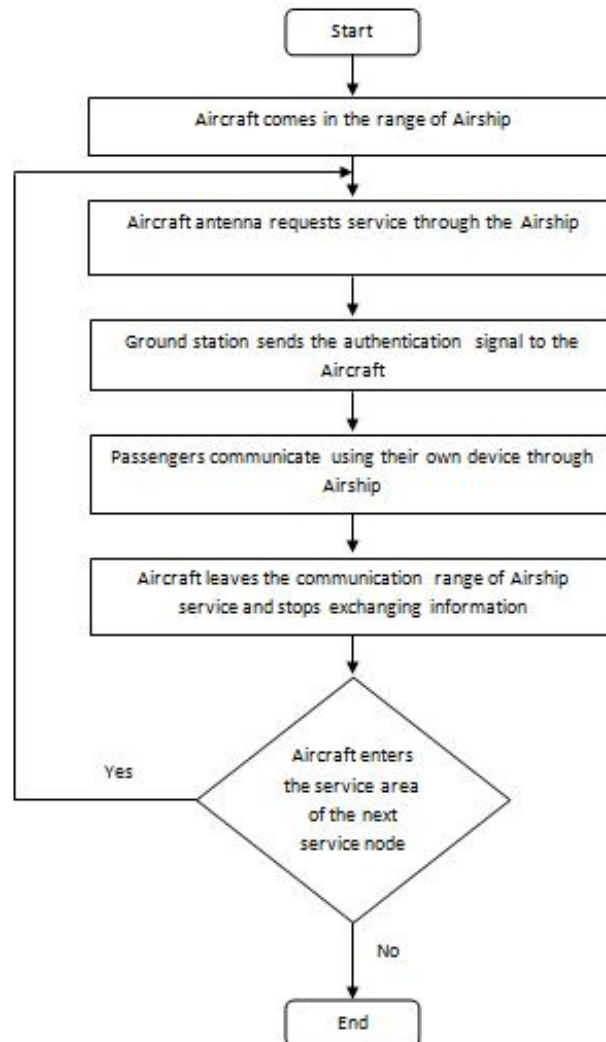 Start
Aircraft comes in the range of Airship
Aircraft antenna requests service through the Airship
Ground station sends the authentication signal to the
Aircraft
Passengers communicate using their own device through
Airship
Aircraft leaves the communication range of Airship
service and stops exchanging information
Aircraft enters
the service area
of the next
service node
Yes
No
End